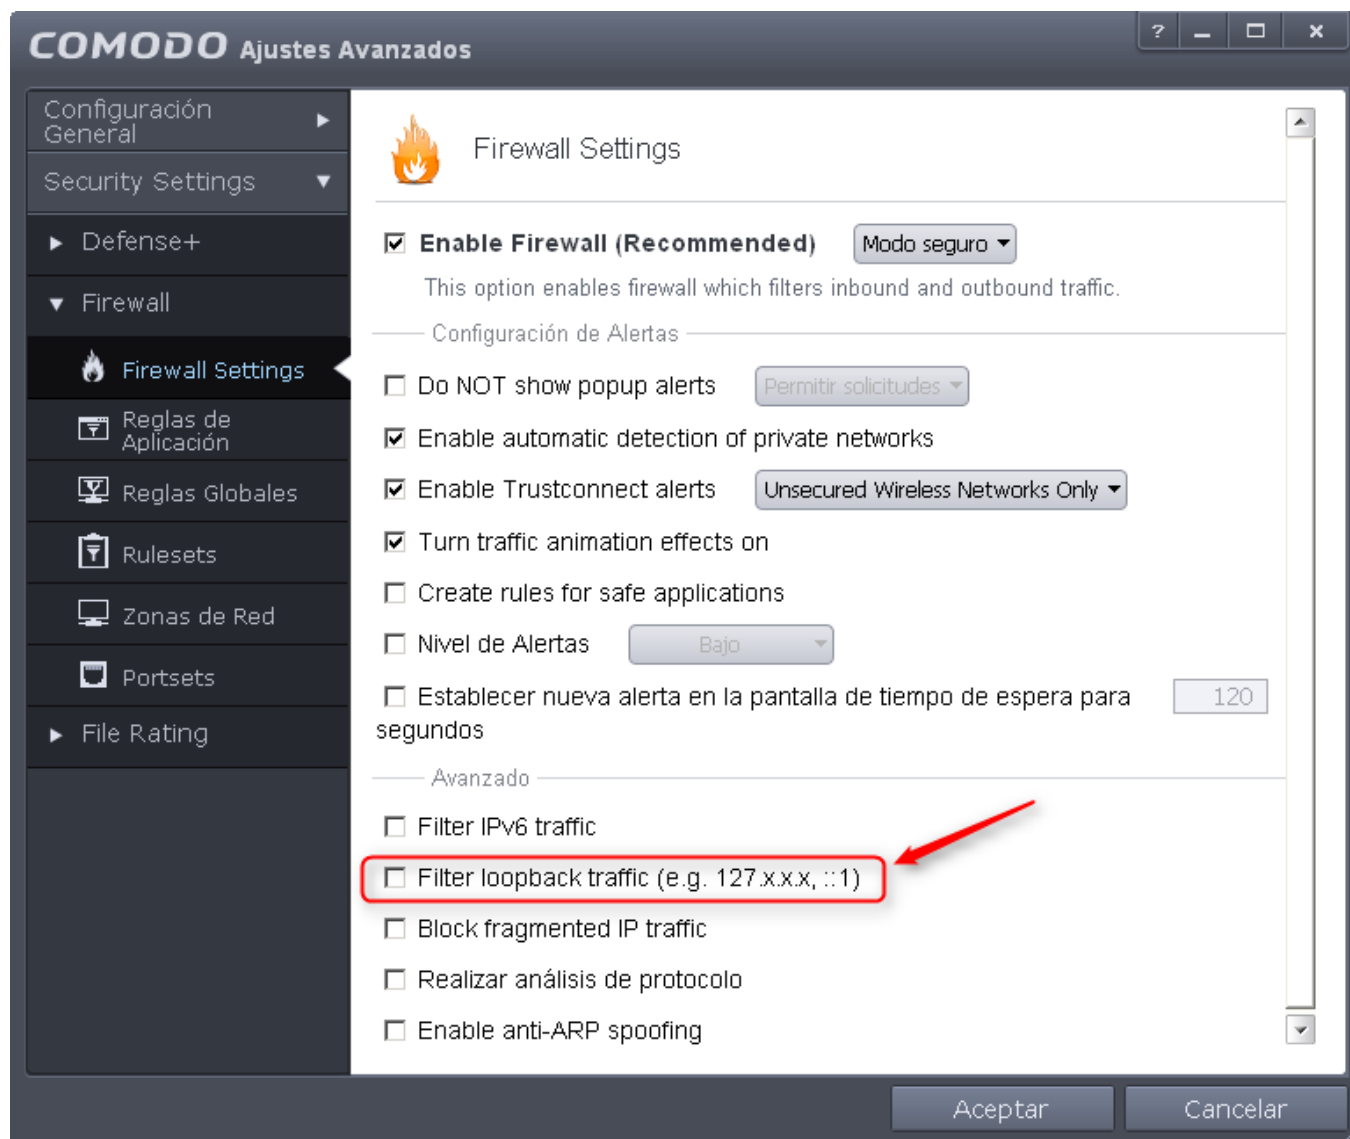 COMODO Ajustes Avanzados
?
Configuración
General
Security Settings
Defense+
Firewall
Firewall Settings
Reglas de
Aplicación
Reglas Globales
Rulesets
Zonas de Red
Portsets
File Rating
Firewall Settings
Enable Firewall (Recommended) Modo seguro
This option enables firewall which filters inbound and outbound traffic.
Configuración de Alertas
Do NOT show popup alerts Permitir solicitudes
Enable automatic detection of private networks
Enable Trustconnect alerts Unsecured Wireless Networks Only
Turn traffic animation effects on
Create rules for safe applications
Nivel de Alertas Bajo
Establecer nueva alerta en la pantalla de tiempo de espera para 120
segundos
Avanzado
Filter IPv6 traffic
Filter loopback traffic (e.g. 127.x.x.x, ::1)
Block fragmented IP traffic
Realizar análisis de protocolo
Enable anti-ARP spoofing
Aceptar Cancelar